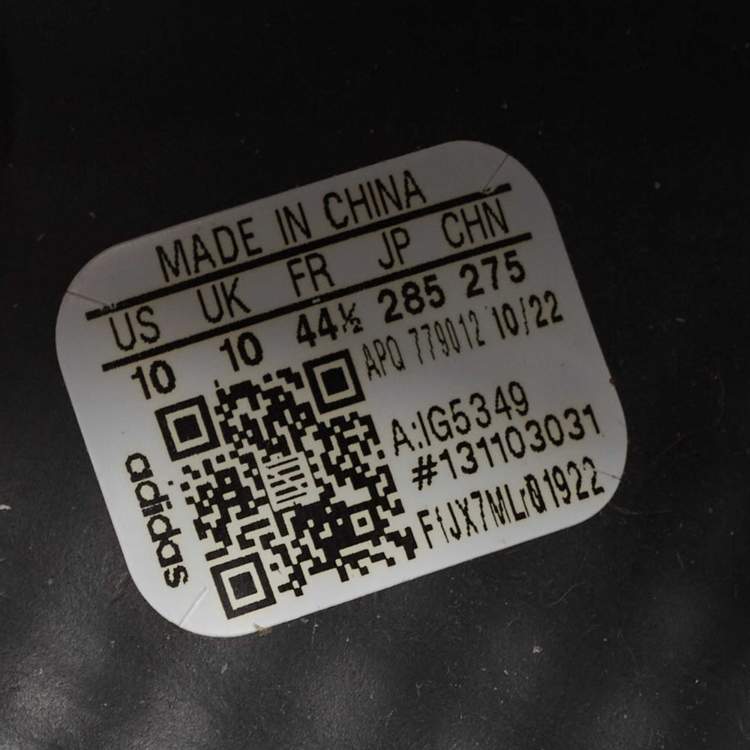 MADE IN CHINA
US UK FR JP CHN
10 10 44½ 285 275
APQ 779012 10/22
A:IG5349
#131103031
adidas